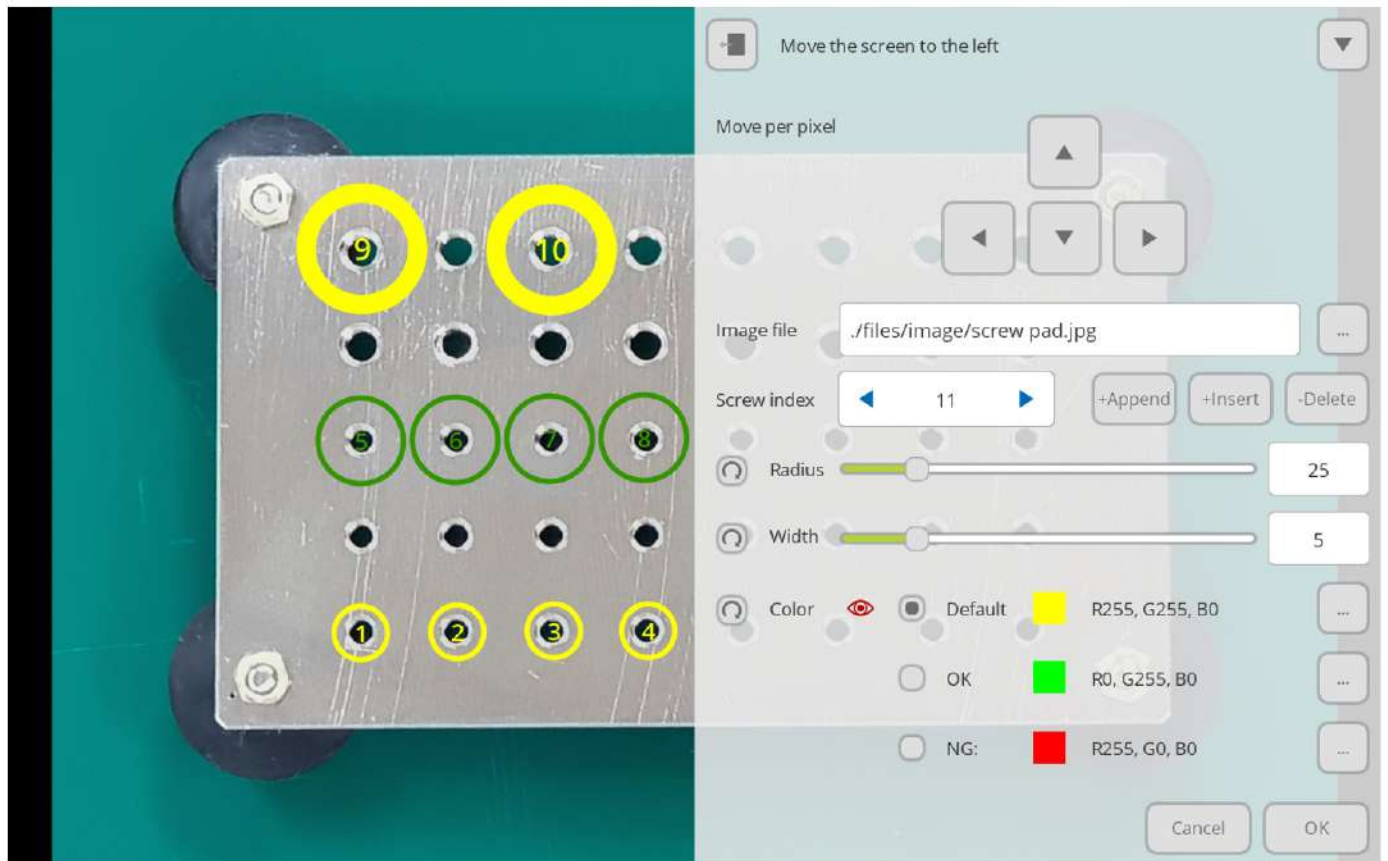 Move the screen to the left
Move per pixel
Image file ./files/image/screw pad.jpg ...
Screw index 11 +Append +Insert -Delete
Radius 25
Width 5
Color Default R255, G255, B0 ...
OK R0, G255, B0 ...
NG: R255, G0, B0 ...
Cancel OK
9 10
5 6 7 8
1 2 3 4